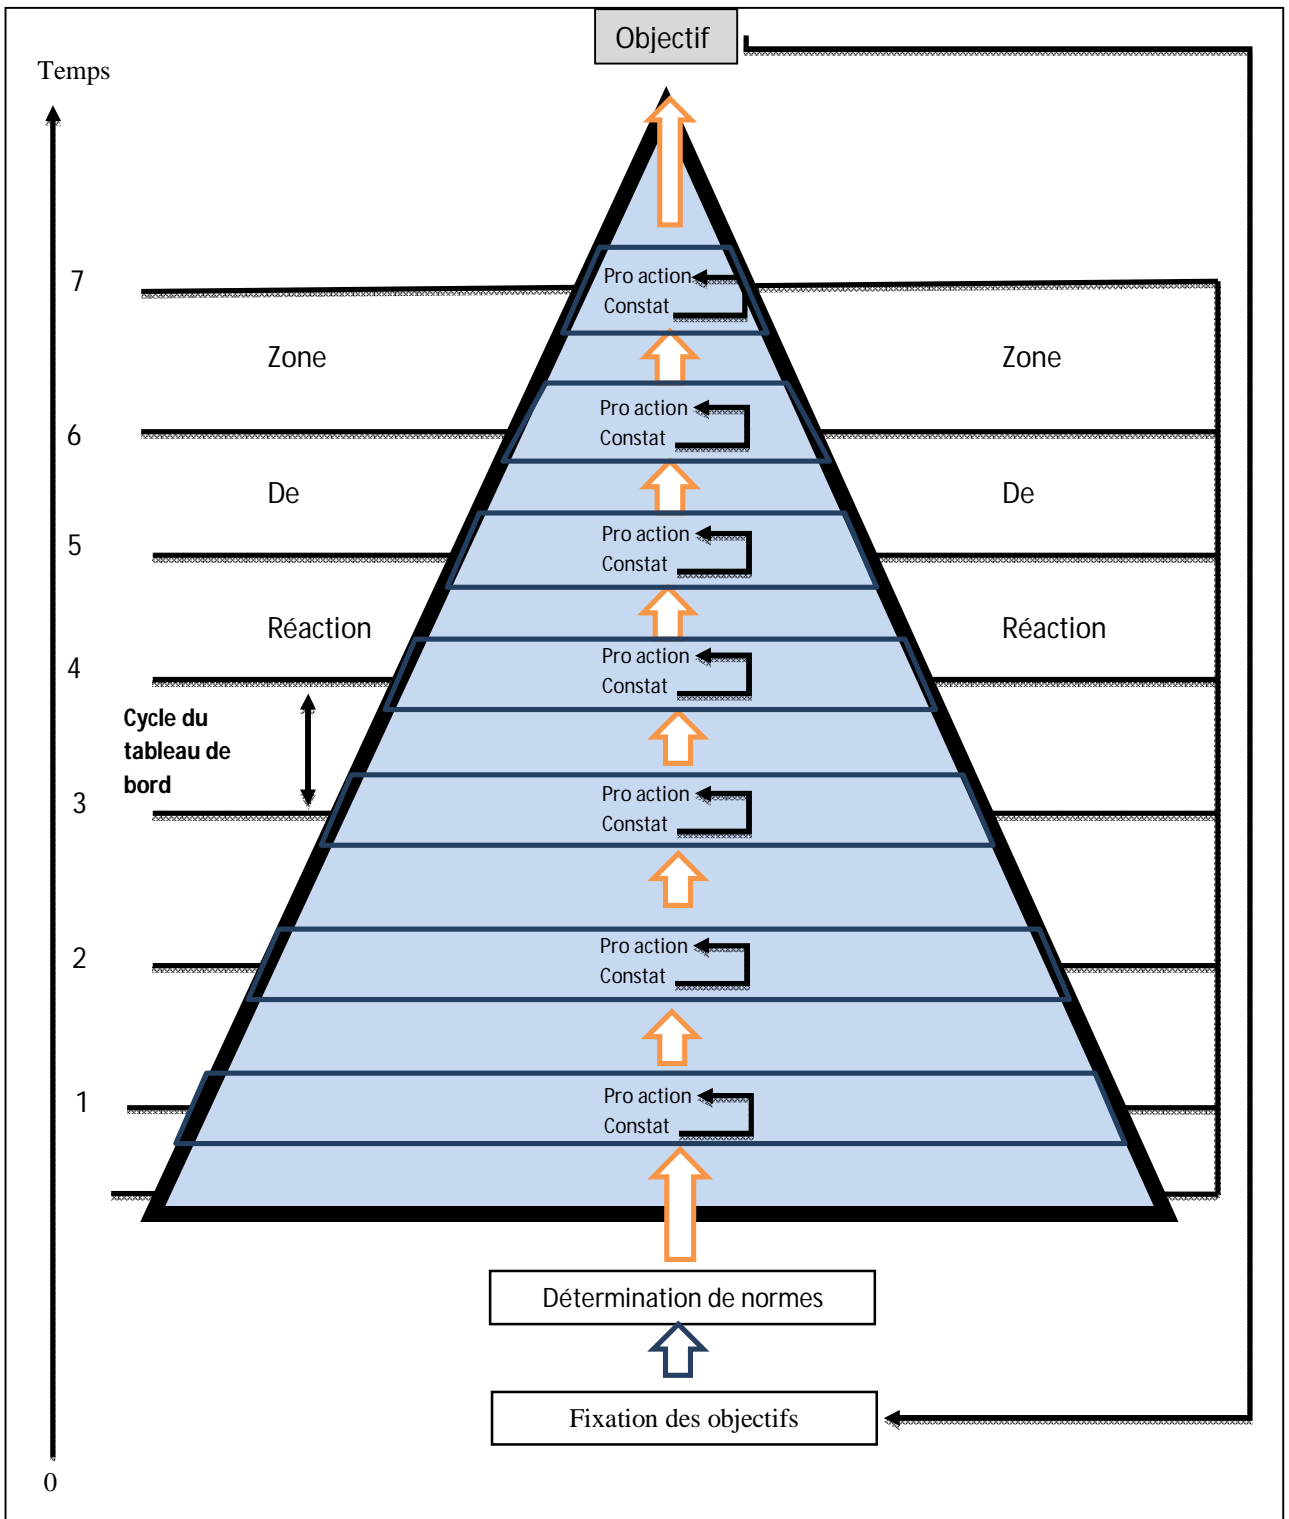 Objectif
Temps
7
Pro action
Constat
Zone
Zone
6
Pro action
Constat
De
De
5
Pro action
Constat
Réaction
Réaction
4
Pro action
Constat
Cycle du
tableau de
bord
3
Pro action
Constat
2
Pro action
Constat
1
Pro action
Constat
Détermination de normes
Fixation des objectifs
0